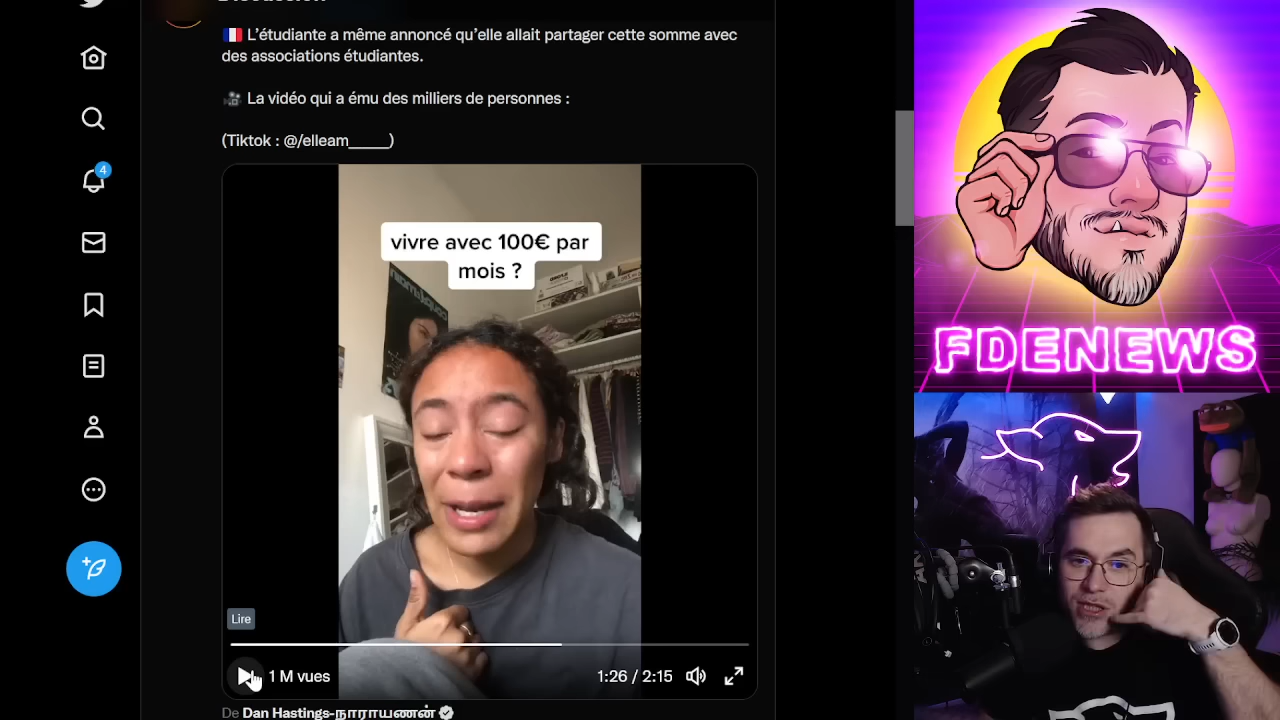 🇫🇷 L'étudiante a même annoncé qu'elle allait partager cette somme avec
des associations étudiantes.
🎥 La vidéo qui a ému des milliers de personnes :
(Tiktok : @/elleam_____)
4
vivre avec 100€ par
mois ?
Lire
1 M vues
1:26 / 2:15
De Dan Hastings-நாராயணன்
FDENEWS